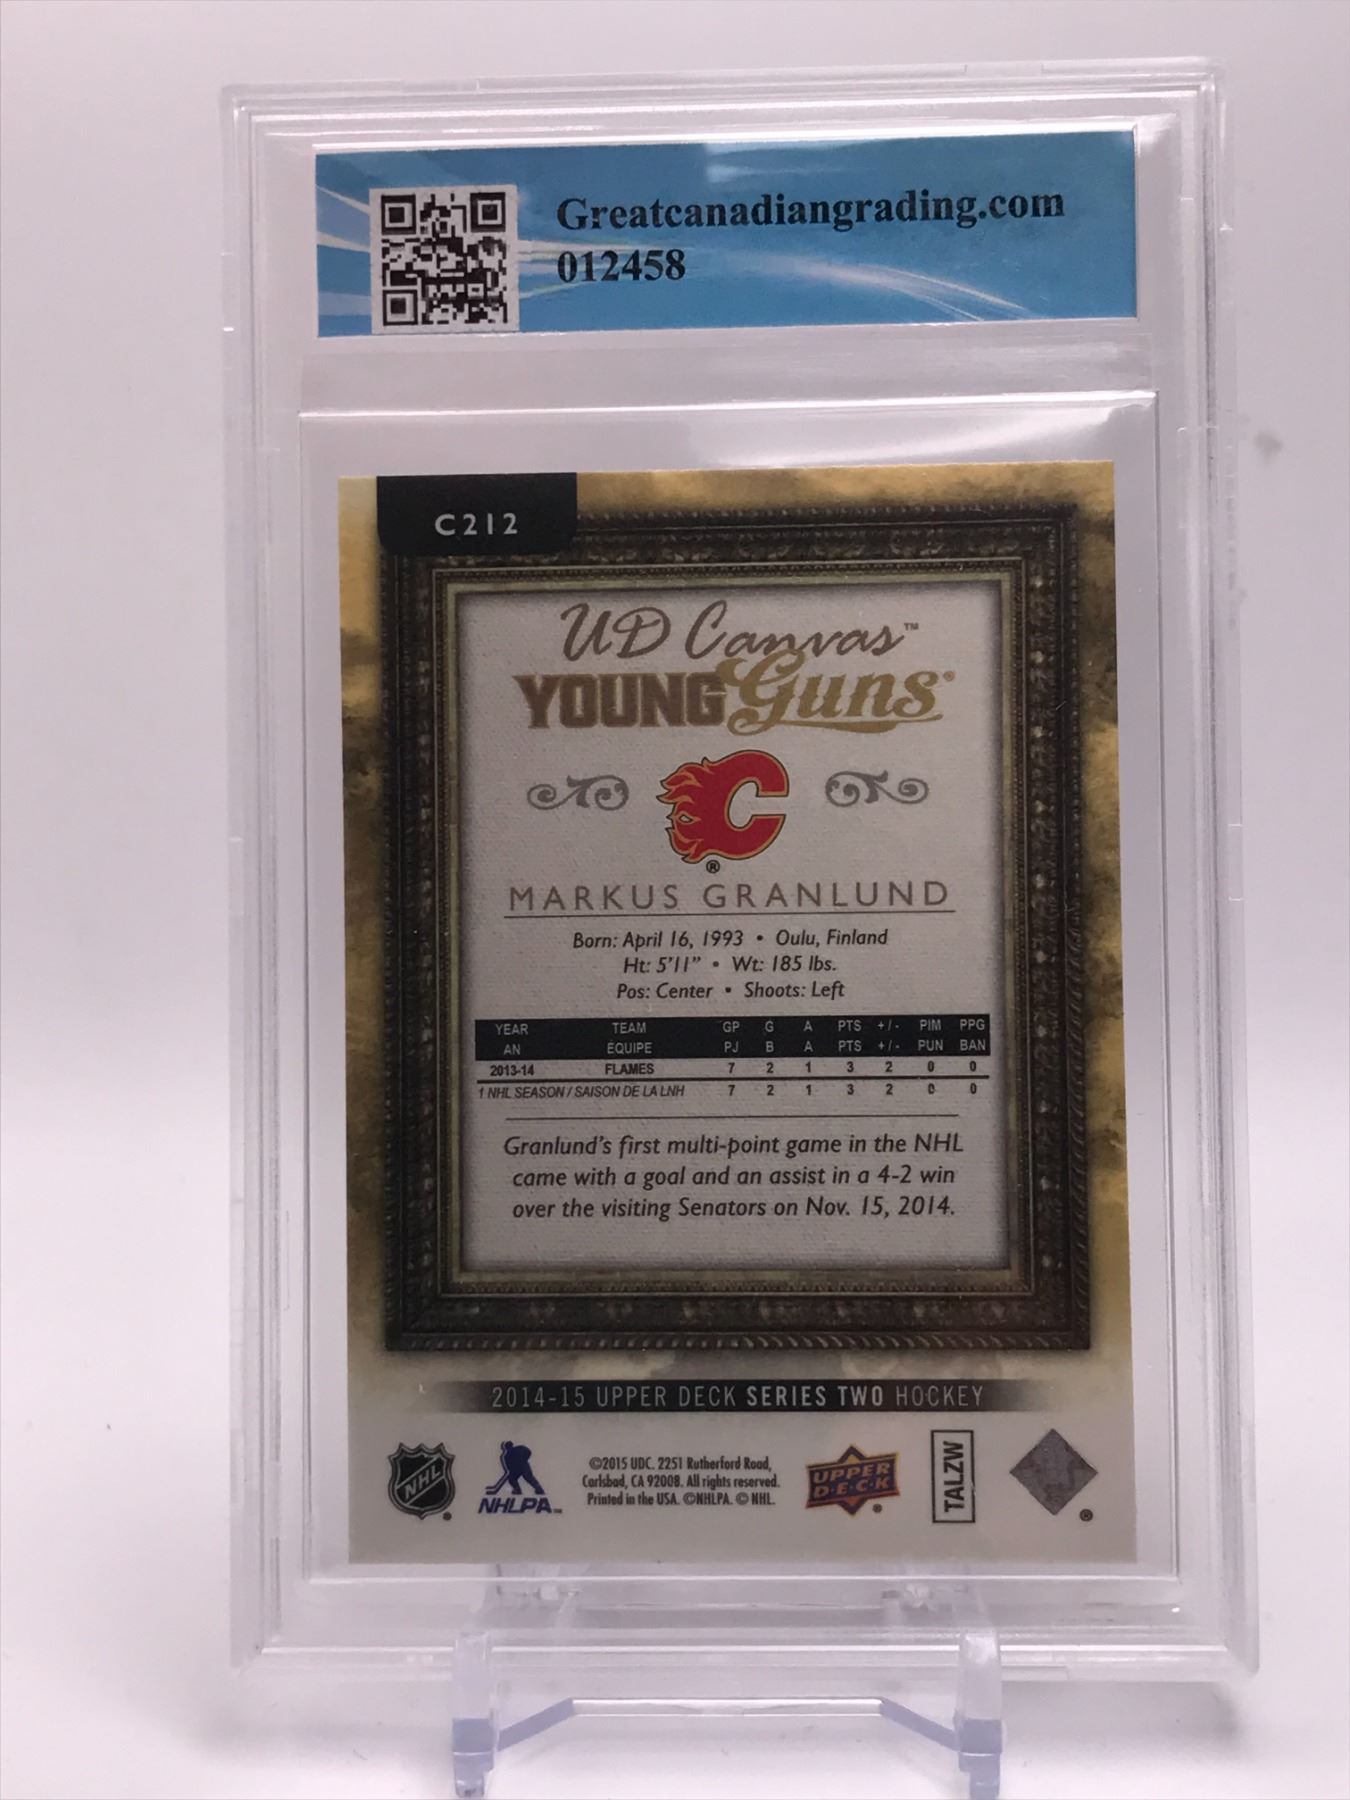 Greatcanadiangrading.com
012458
C212
UD Canvas™
YOUNG Guns®
®
MARKUS GRANLUND
Born: April 16, 1993 • Oulu, Finland
Ht: 5'11" • Wt: 185 lbs.
Pos: Center • Shoots: Left
YEAR TEAM GP G A PTS +/- PIM PPG
AN ÉQUIPE PJ B A PTS +/- PUN BAN
2013-14 FLAMES 7 2 1 3 2 0 0
1 NHL SEASON / SAISON DE LA LNH 7 2 1 3 2 0 0
Granlund's first multi-point game in the NHL
came with a goal and an assist in a 4-2 win
over the visiting Senators on Nov. 15, 2014.
2014-15 UPPER DECK SERIES TWO HOCKEY
NHL
NHLPA™
©2015 UDC. 2251 Rutherford Road,
Carlsbad, CA 92008. All rights reserved.
Printed in the USA. ©NHLPA. © NHL.
UPPER
D·E·C·K
TALZW